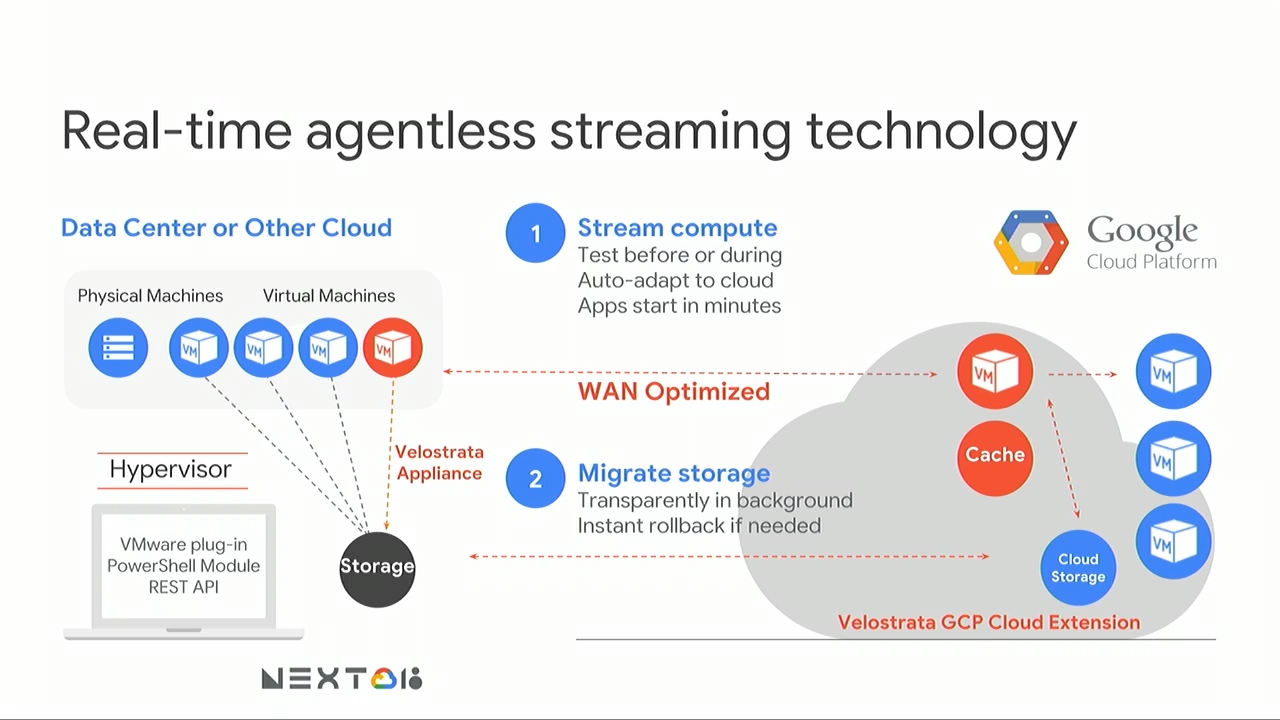 Real-time agentless streaming technology
Data Center or Other Cloud
Physical Machines
Virtual Machines
VM
VM
VM
VM
Velostrata
Appliance
Hypervisor
VMware plug-in
PowerShell Module
REST API
Storage
1
Stream compute
Test before or during
Auto-adapt to cloud
Apps start in minutes
WAN Optimized
2
Migrate storage
Transparently in background
Instant rollback if needed
Google
Cloud Platform
VM
Cache
Cloud
Storage
VM
VM
VM
Velostrata GCP Cloud Extension
NEXT 18